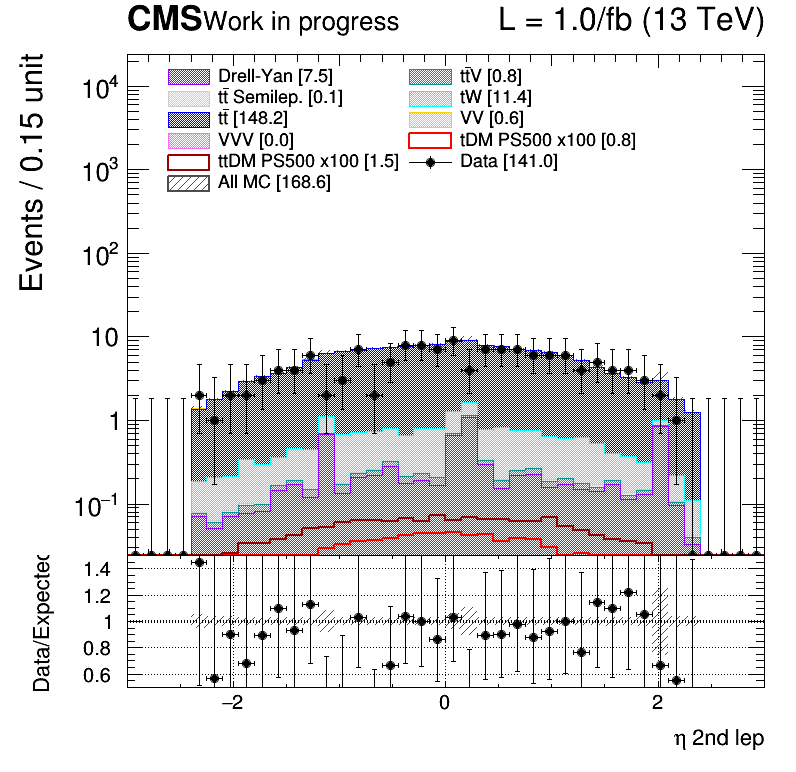 CMS Work in progress L = 1.0/fb (13 TeV)
Events / 0.15 unit
10⁴
10³
10²
10
1
10⁻¹
Drell-Yan [7.5] tt̄V [0.8]
tt̄ Semilep. [0.1] tW [11.4]
tt̄ [148.2] VV [0.6]
VVV [0.0] tDM PS500 x100 [0.8]
ttDM PS500 x100 [1.5] Data [141.0]
All MC [168.6]
Data/Expected
1.4
1.2
1
0.8
0.6
−2 0 2
η 2nd lep